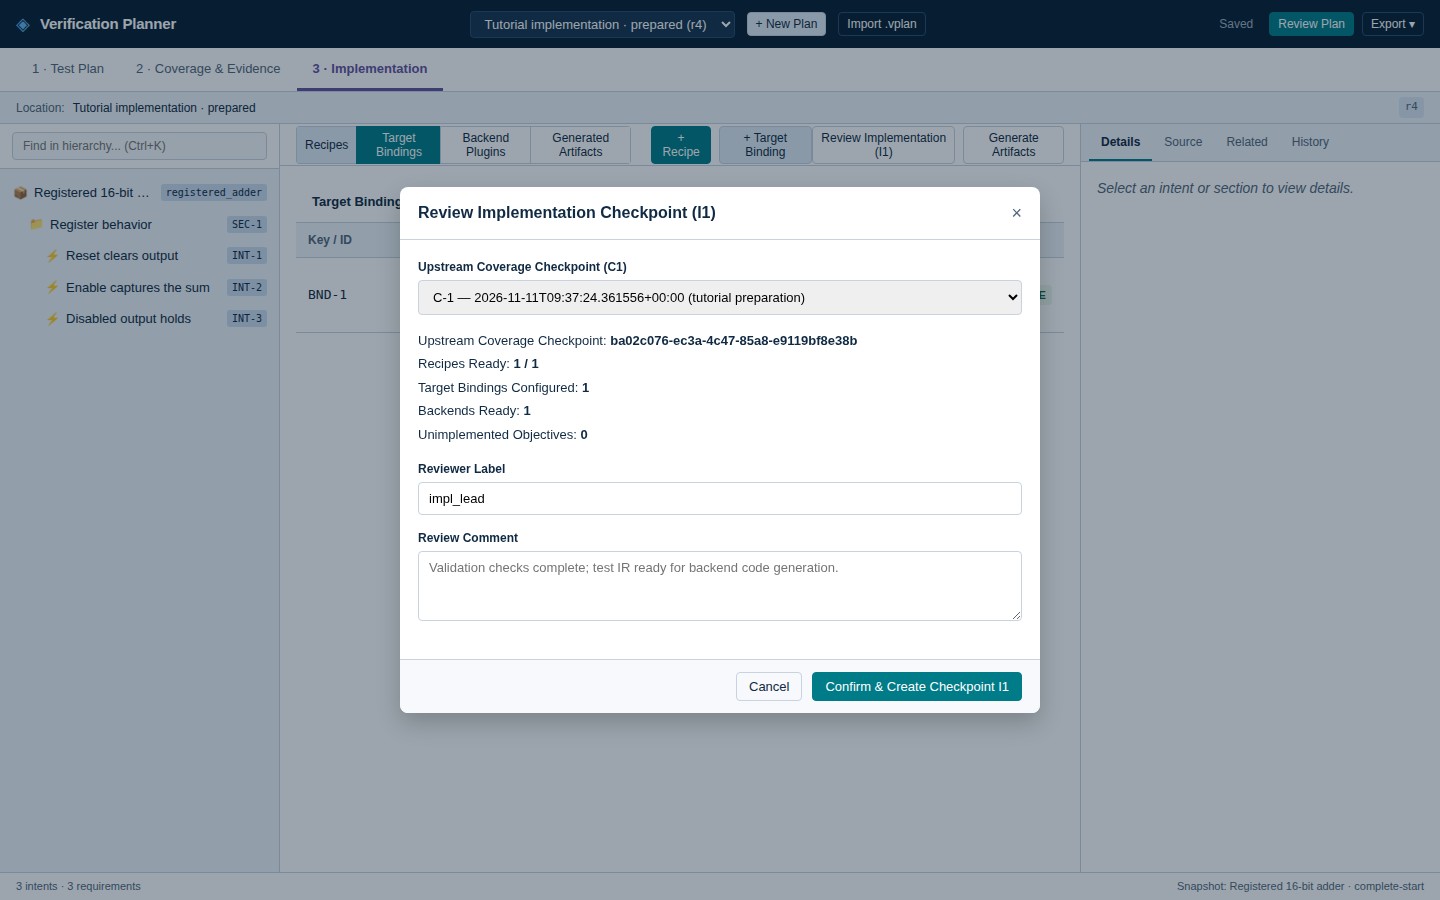 ◈ Verification Planner
Tutorial implementation · prepared (r4)
+ New Plan
Import .vplan
Saved
Review Plan
Export ▾
1 · Test Plan
2 · Coverage & Evidence
3 · Implementation
Location: Tutorial implementation · prepared
r4
Find in hierarchy... (Ctrl+K)
Recipes
Target
Bindings
Backend
Plugins
Generated
Artifacts
+
Recipe
+ Target
Binding
Review Implementation
(I1)
Generate
Artifacts
Details
Source
Related
History
Registered 16-bit ... registered_adder
Register behavior SEC-1
Reset clears output INT-1
Enable captures the sum INT-2
Disabled output holds INT-3
Target Binding
Key / ID
BND-1
E
Select an intent or section to view details.
Review Implementation Checkpoint (I1)
×
Upstream Coverage Checkpoint (C1)
C-1 — 2026-11-11T09:37:24.361556+00:00 (tutorial preparation)
Upstream Coverage Checkpoint: ba02c076-ec3a-4c47-85a8-e9119bf8e38b
Recipes Ready: 1 / 1
Target Bindings Configured: 1
Backends Ready: 1
Unimplemented Objectives: 0
Reviewer Label
impl_lead
Review Comment
Validation checks complete; test IR ready for backend code generation.
Cancel
Confirm & Create Checkpoint I1
3 intents · 3 requirements
Snapshot: Registered 16-bit adder · complete-start